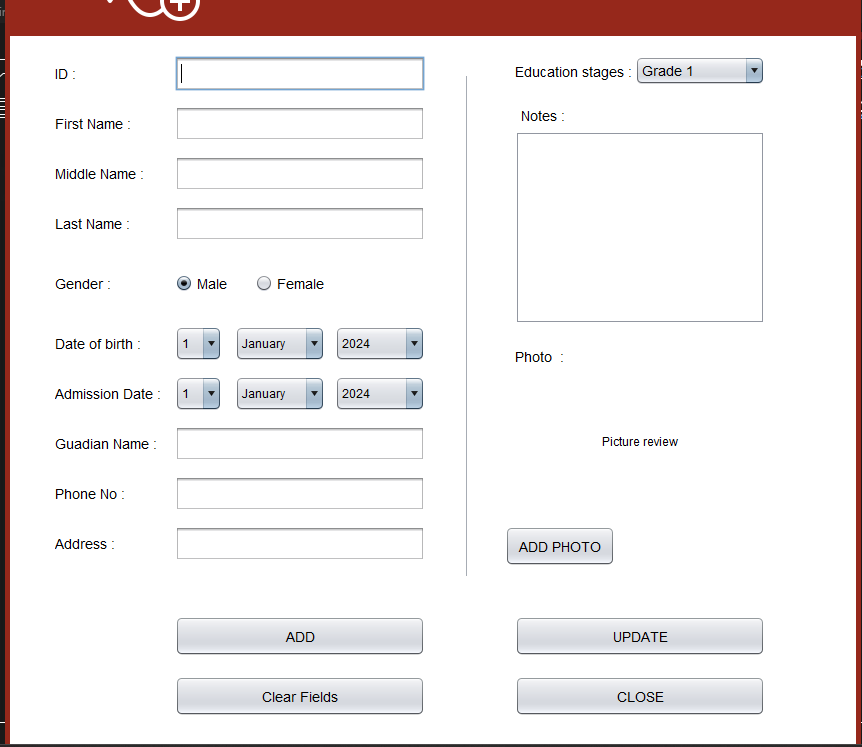 ID :
First Name :
Middle Name :
Last Name :
Gender : Male Female
Date of birth : 1 January 2024
Admission Date : 1 January 2024
Guadian Name :
Phone No :
Address :
Education stages : Grade 1
Notes :
Photo :
Picture review
ADD PHOTO
ADD UPDATE
Clear Fields CLOSE